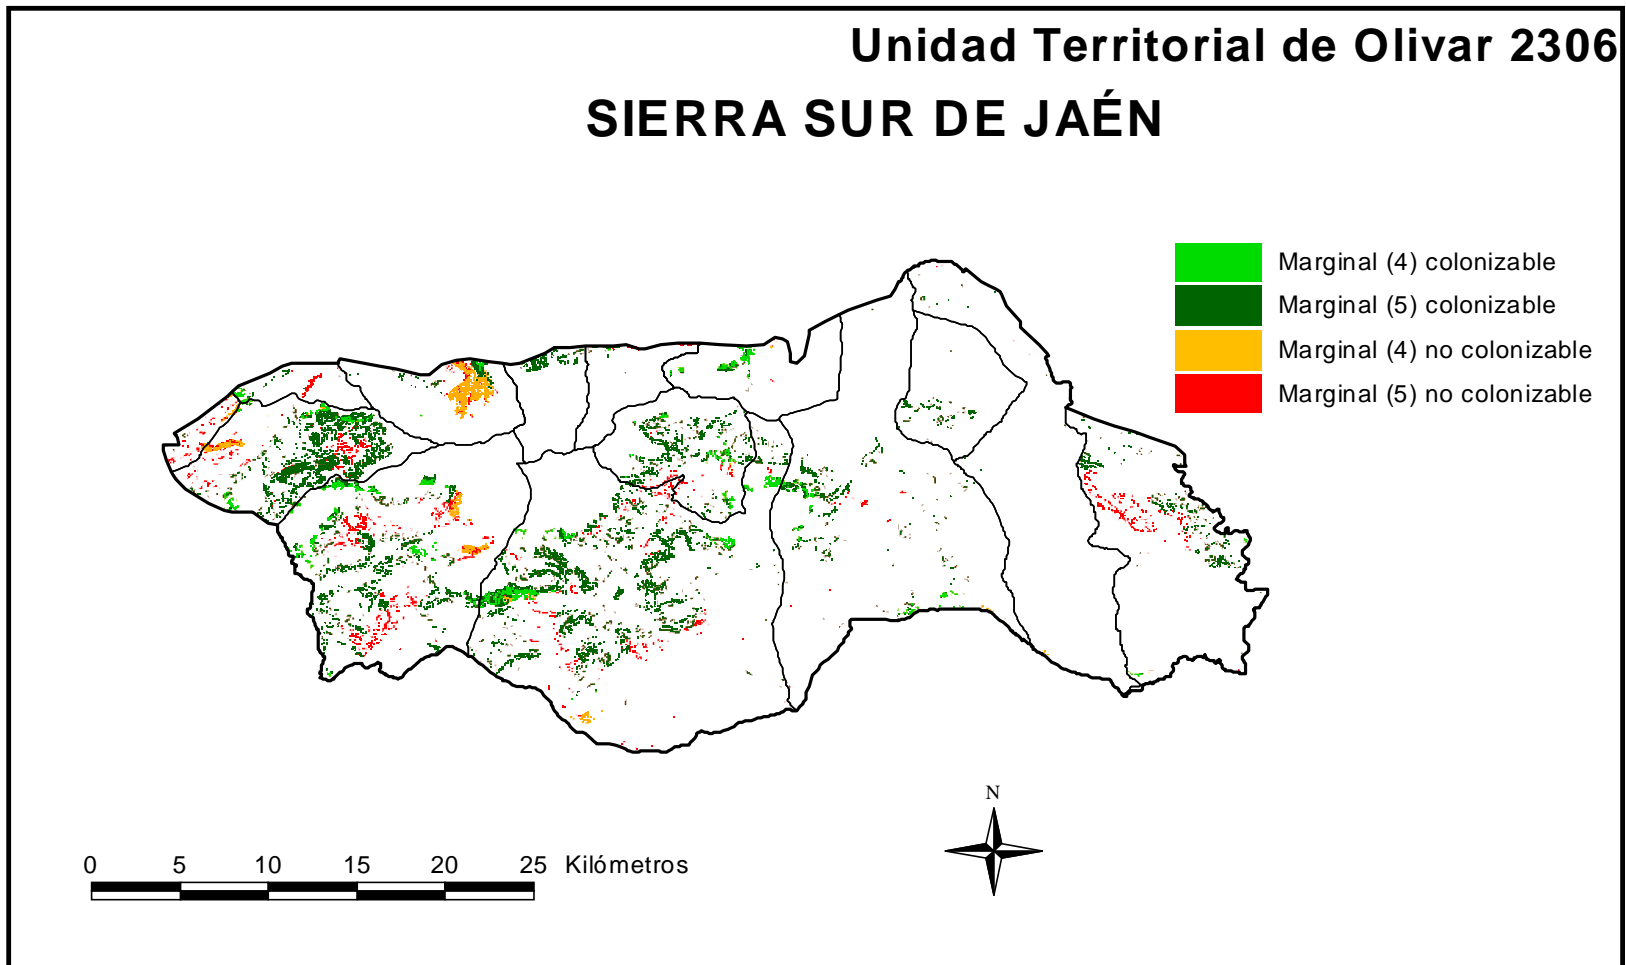 Unidad Territorial de Olivar 2306
SIERRA SUR DE JAÉN
Marginal (4) colonizable
Marginal (5) colonizable
Marginal (4) no colonizable
Marginal (5) no colonizable
N
0 5 10 15 20 25 Kilómetros